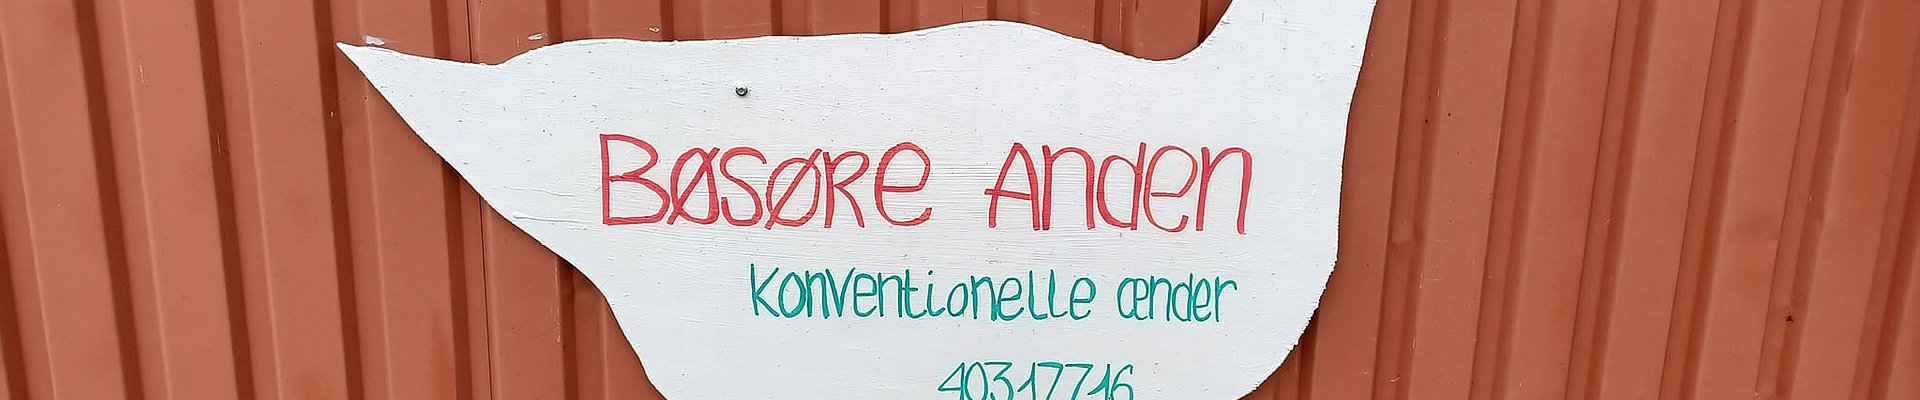 Bøsøre Anden
Konventionelle ænder
40317716